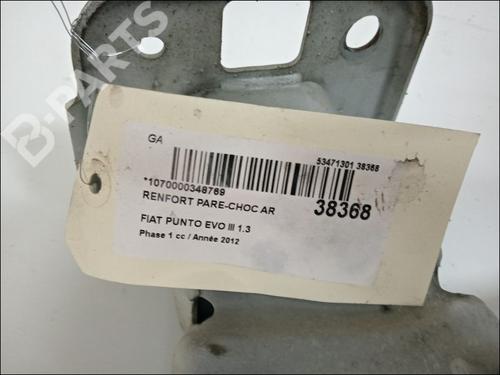 B-PARTS
GA
53471301 38368
*1070000348769
RENFORT PARE-CHOC AR
38368
FIAT PUNTO EVO III 1.3
Phase 1 cc / Année 2012